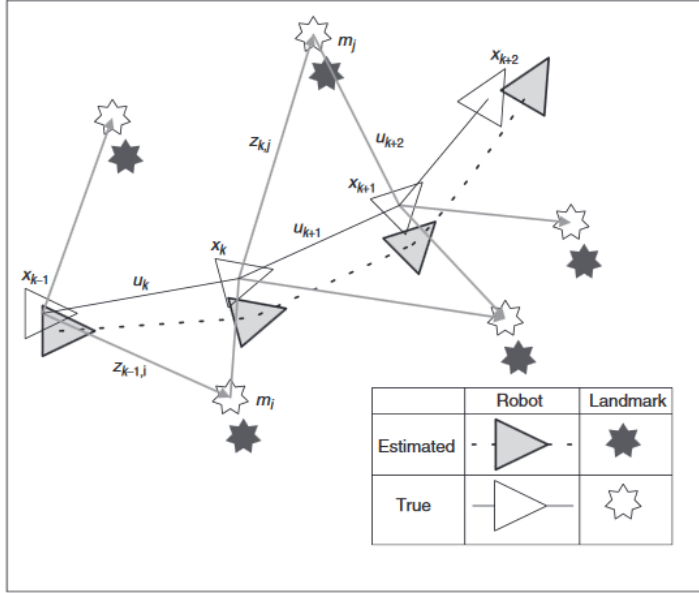 m_j
x_{k+2}
z_{k,j}
u_{k+2}
x_{k+1}
u_{k+1}
x_k
x_{k–1}
u_k
z_{k–1,i}
m_i
Robot Landmark
Estimated
True